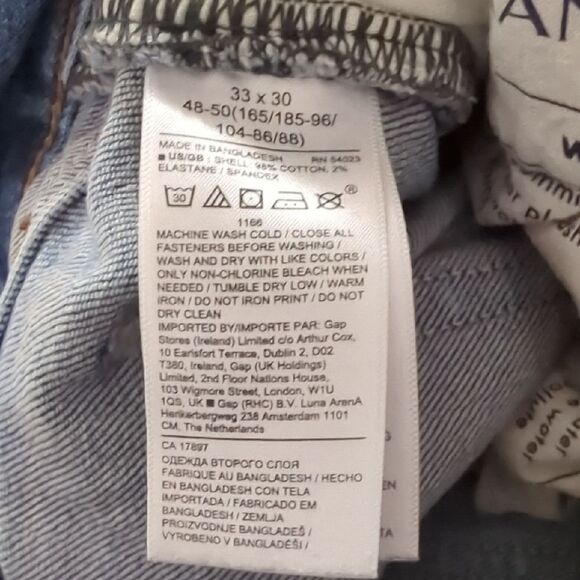 33 x 30
48-50(165/185-96/
104-86/88)
MADE IN BANGLADESH
■ US/GB : SHELL: 98% COTTON, 2% RN 54023
ELASTANE / SPANDEX
30
1166
MACHINE WASH COLD / CLOSE ALL
FASTENERS BEFORE WASHING /
WASH AND DRY WITH LIKE COLORS /
ONLY NON-CHLORINE BLEACH WHEN
NEEDED / TUMBLE DRY LOW / WARM
IRON / DO NOT IRON PRINT / DO NOT
DRY CLEAN
IMPORTED BY/IMPORTE PAR: Gap
Stores (Ireland) Limited c/o Arthur Cox,
10 Earlsfort Terrace, Dublin 2, D02
T380, Ireland, Gap (UK Holdings)
Limited, 2nd Floor Nations House,
103 Wigmore Street, London, W1U
1QS, UK ■ Gap (RHC) B.V. Luna ArenA
Herikerbergweg 238 Amsterdam 1101
CM, The Netherlands
CA 17897
ОДЕЖДА ВТОРОГО СЛОЯ
FABRIQUE AU BANGLADESH / HECHO
EN BANGLADESH CON TELA
IMPORTADA / FABRICADO EM
BANGLADESH / ZEMLJA
PROIZVODNJE BANGLADEŠ /
VYROBENO V BANGLADÉŠI /
AN
water